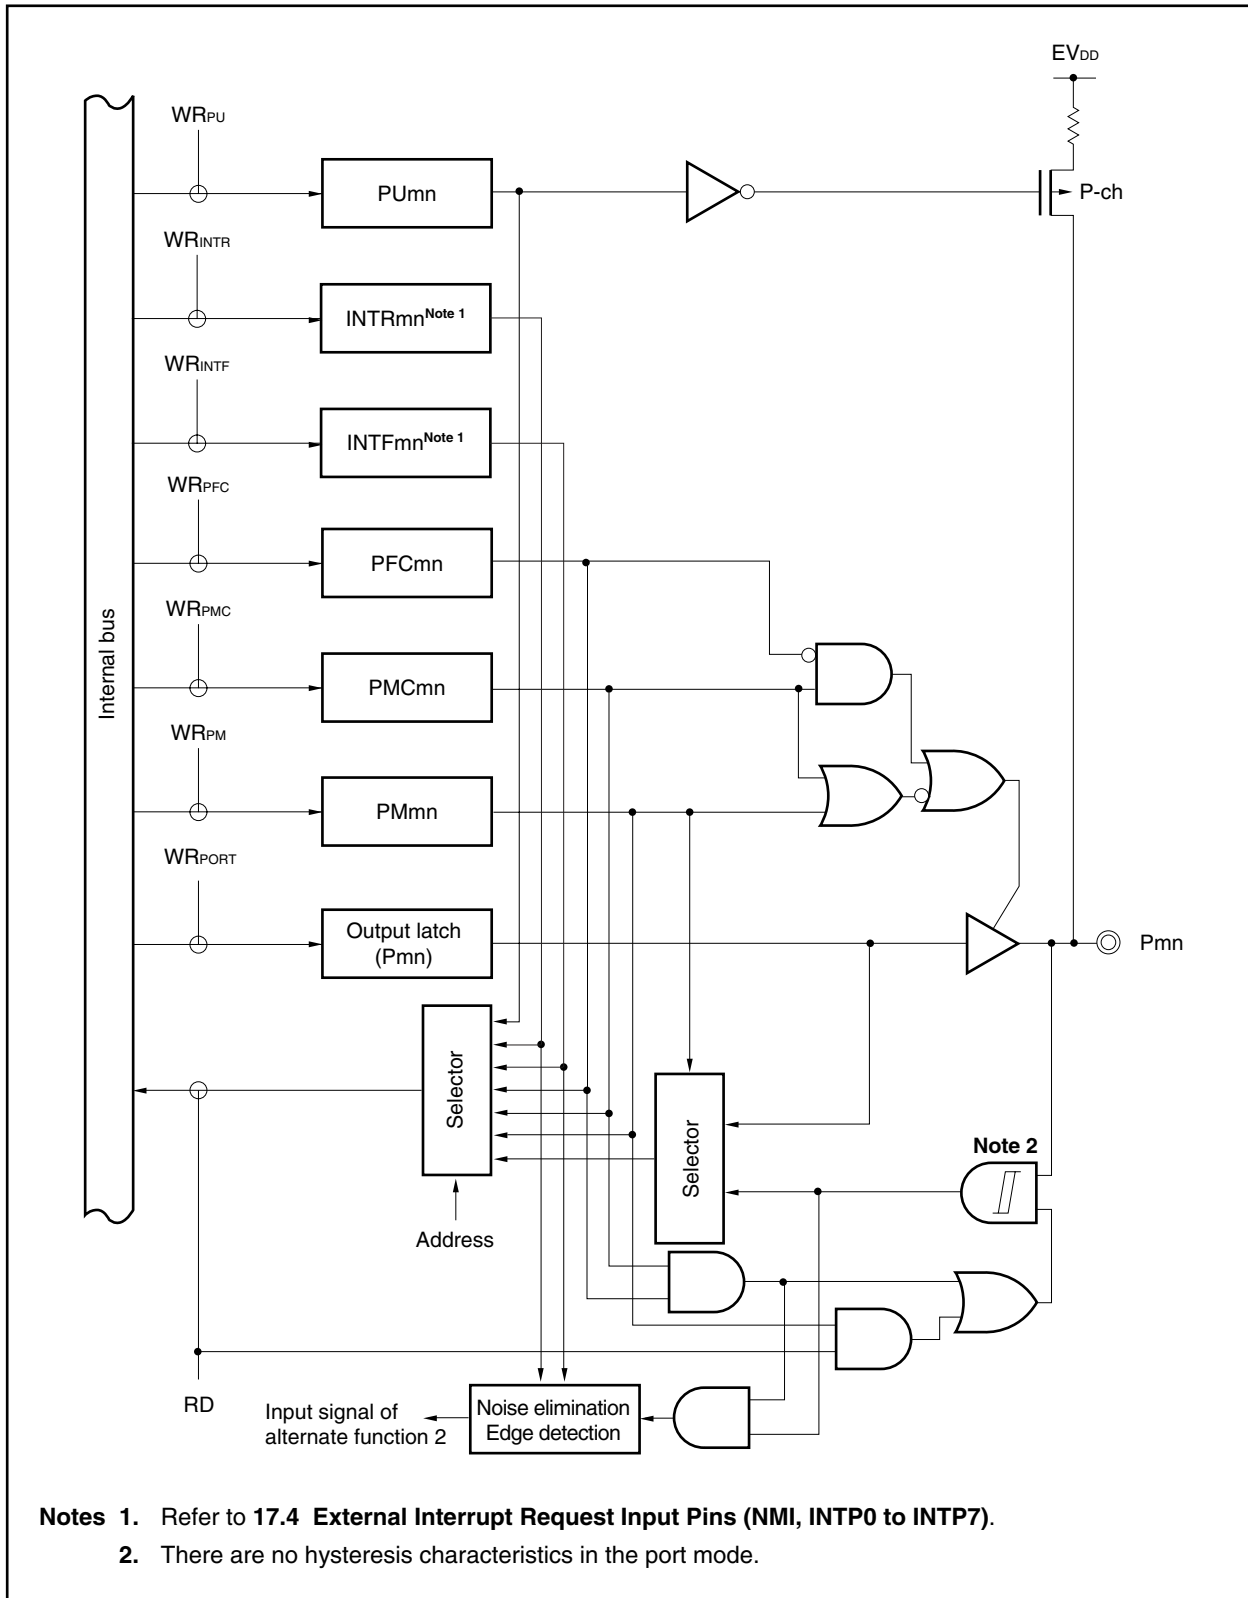 EVDD
WRPU
PUmn
P-ch
WRINTR
INTRmnNote 1
WRINTF
INTFmnNote 1
WRPFC
PFCmn
Internal bus
WRPMC
PMCmn
WRPM
PMmn
WRPORT
Output latch
(Pmn)
Pmn
Selector
Selector
Note 2
Address
RD
Input signal of
alternate function 2
Noise elimination
Edge detection
Notes 1. Refer to 17.4 External Interrupt Request Input Pins (NMI, INTP0 to INTP7).
2. There are no hysteresis characteristics in the port mode.